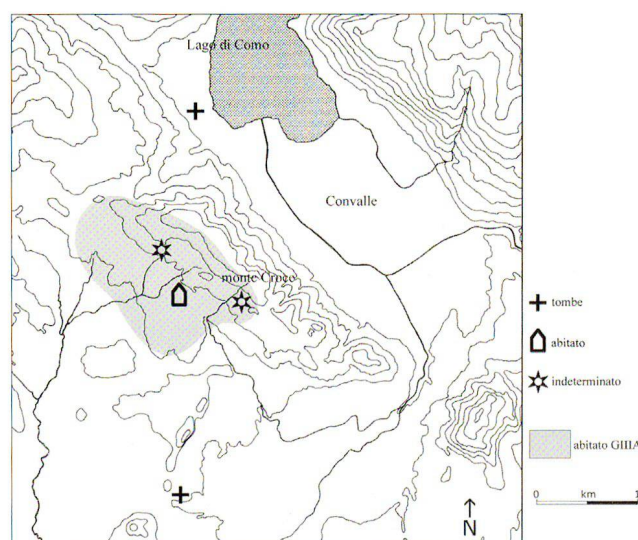 Lago di Como
Convalle
monte Croce
tombe
abitato
indeterminato
abitato GIIIA
0 km 1
N